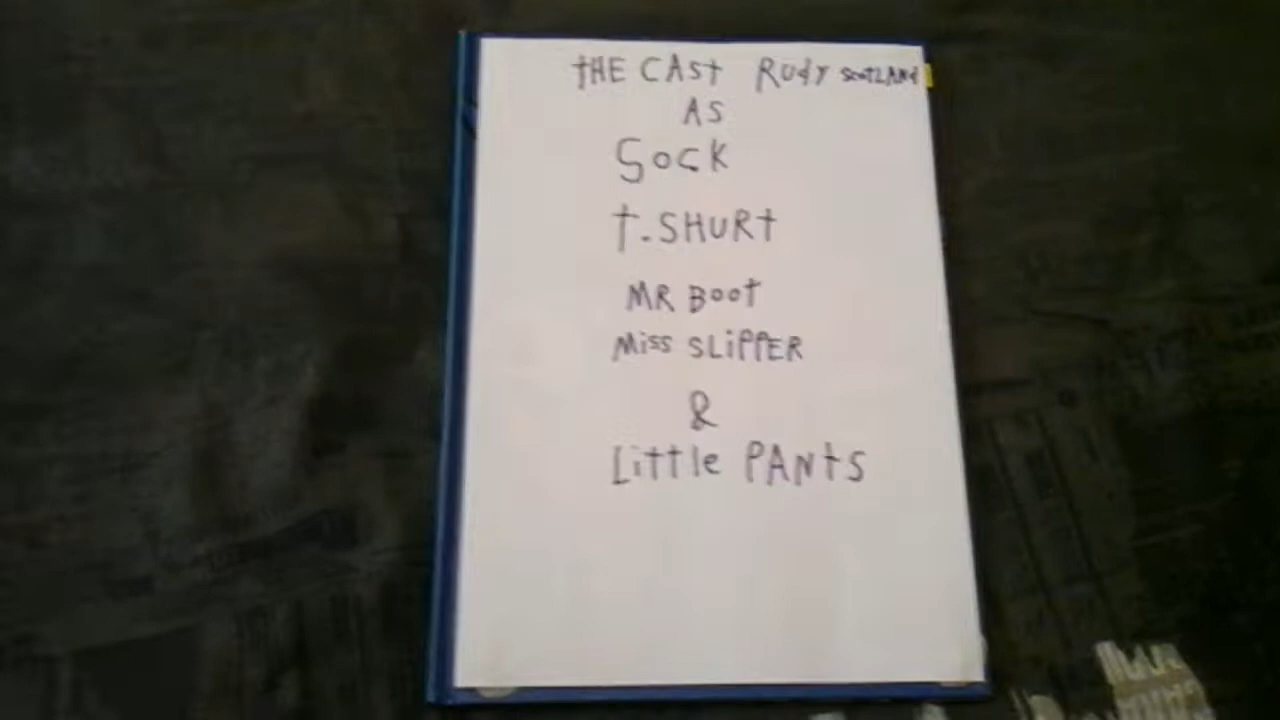 tHE CASt RUdY SCOtLANd
AS
SOCK
t.SHURt
MR BOOt
MiSS SLiPPER
&
Little PANtS